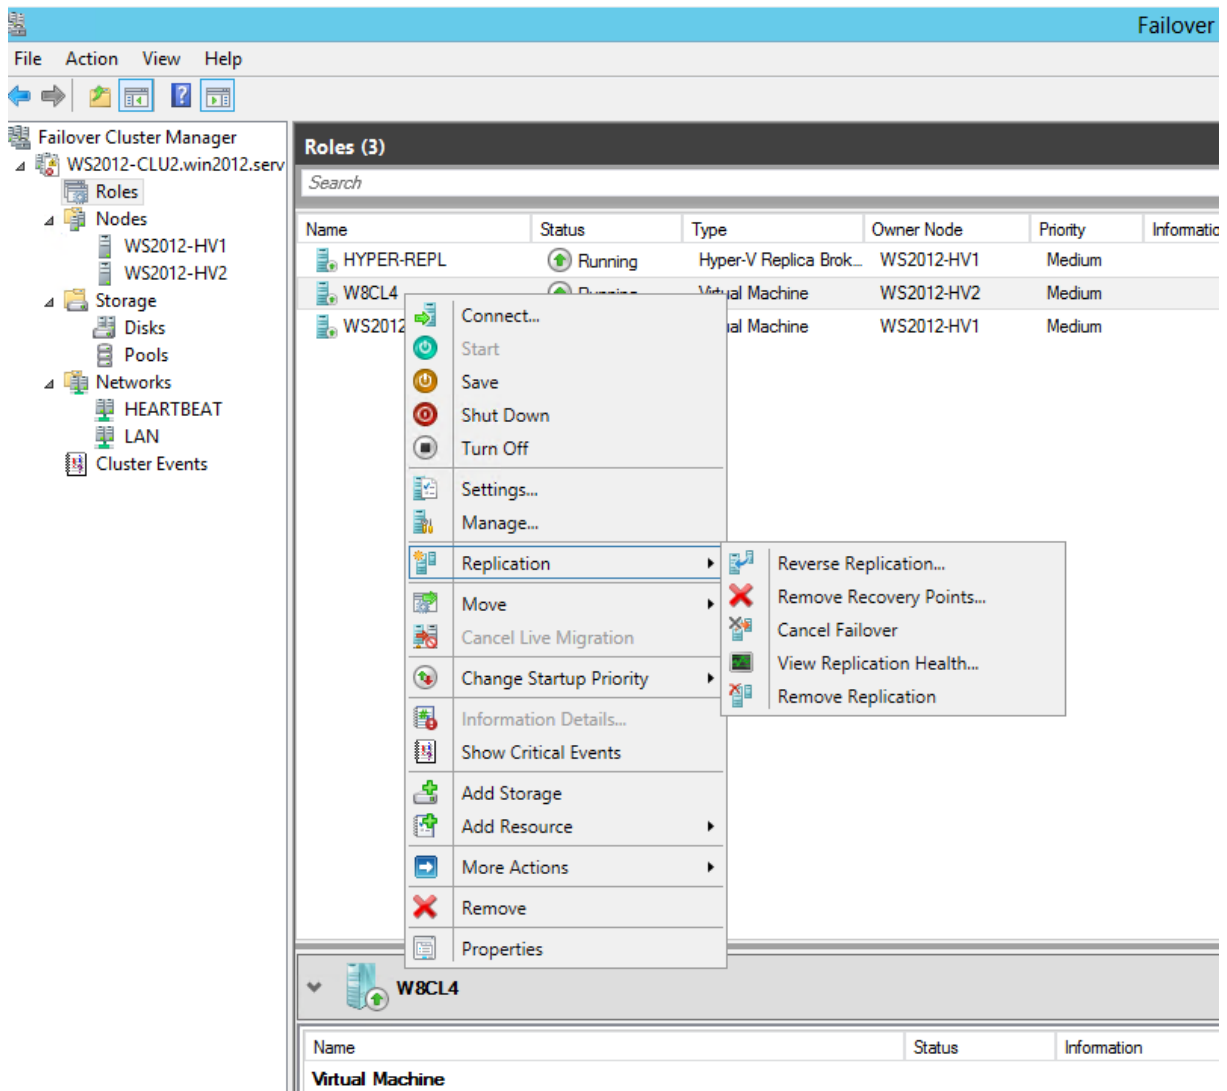 Failover
File Action View Help
Failover Cluster Manager
WS2012-CLU2.win2012.serv
Roles
Nodes
WS2012-HV1
WS2012-HV2
Storage
Disks
Pools
Networks
HEARTBEAT
LAN
Cluster Events
Roles (3)
Search
Name Status Type Owner Node Priority Informatic
HYPER-REPL Running Hyper-V Replica Brok... WS2012-HV1 Medium
W8CL4 Running Virtual Machine WS2012-HV2 Medium
WS2012 ual Machine WS2012-HV1 Medium
Connect...
Start
Save
Shut Down
Turn Off
Settings...
Manage...
Replication
Move
Cancel Live Migration
Change Startup Priority
Information Details...
Show Critical Events
Add Storage
Add Resource
More Actions
Remove
Properties
Reverse Replication...
Remove Recovery Points...
Cancel Failover
View Replication Health...
Remove Replication
W8CL4
Name Status Information
Virtual Machine